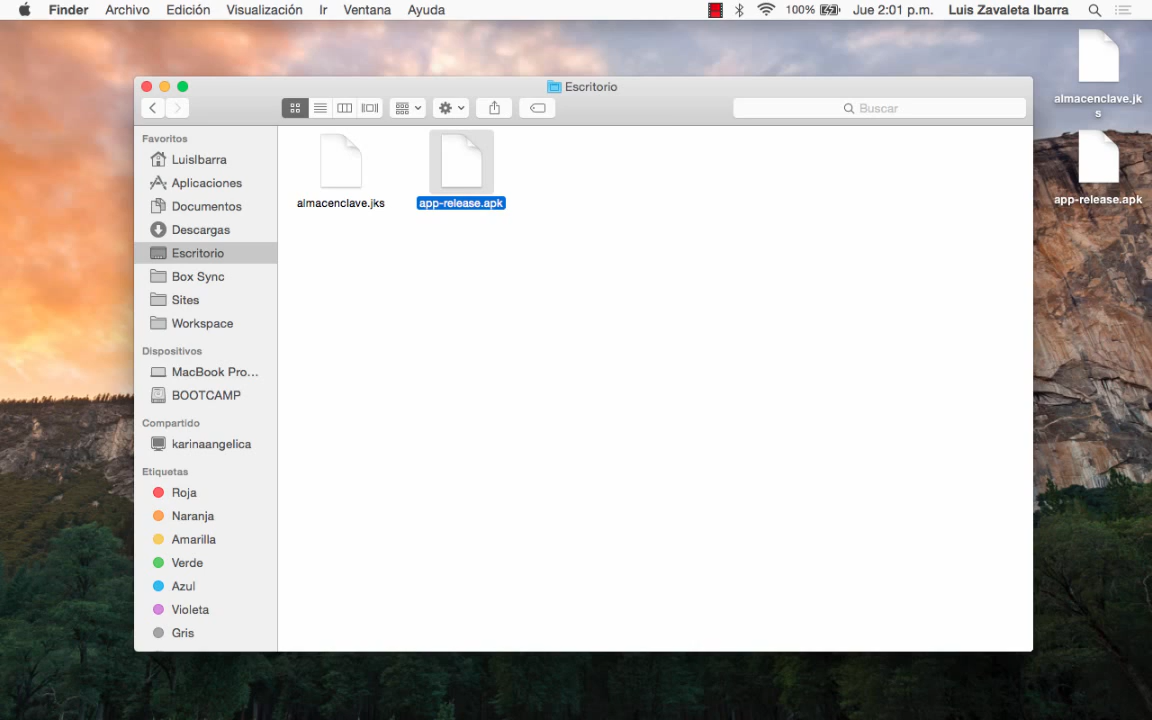 Finder Archivo Edición Visualización Ir Ventana Ayuda 100% Jue 2:01 p.m. Luis Zavaleta Ibarra
almacenclave.jk
s
app-release.apk
Escritorio
Buscar
Favoritos
LuisIbarra
Aplicaciones
Documentos
Descargas
Escritorio
Box Sync
Sites
Workspace
Dispositivos
MacBook Pro...
BOOTCAMP
Compartido
karinaangelica
Etiquetas
Roja
Naranja
Amarilla
Verde
Azul
Violeta
Gris
almacenclave.jks app-release.apk